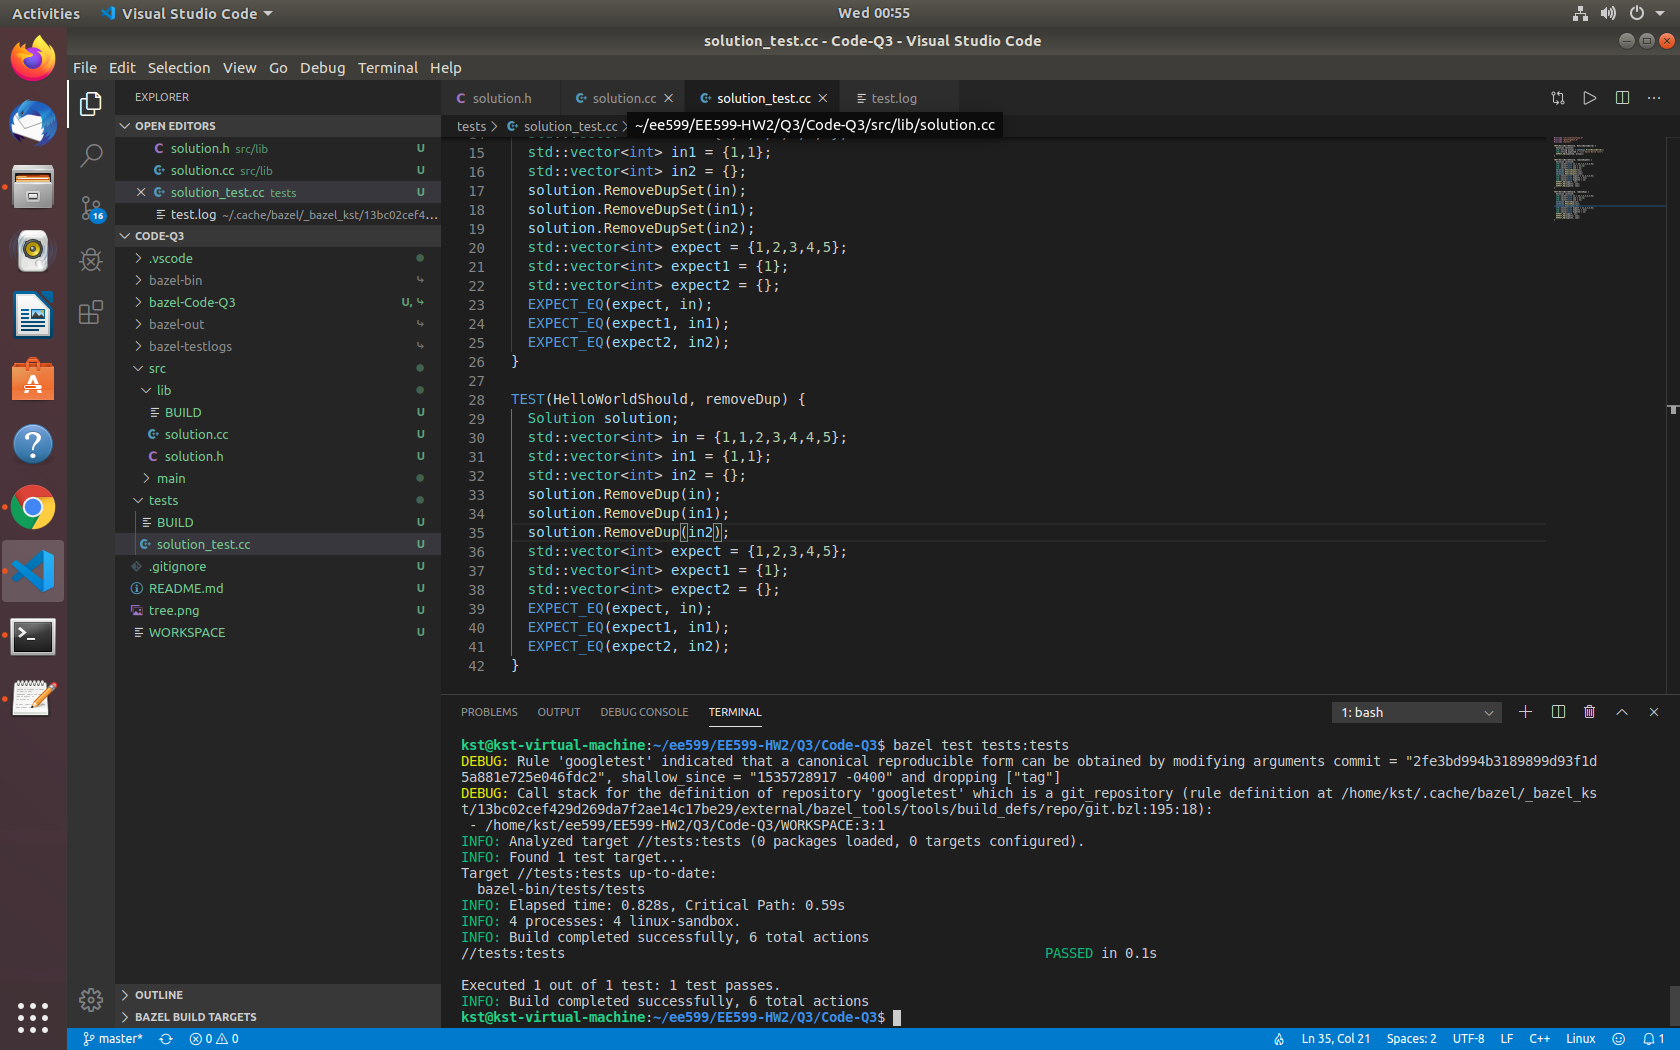 Activities
Visual Studio Code
Wed 00:55
solution_test.cc - Code-Q3 - Visual Studio Code
File Edit Selection View Go Debug Terminal Help
EXPLORER
OPEN EDITORS
solution.h src/lib U
solution.cc src/lib U
solution_test.cc tests U
test.log ~/.cache/bazel/_bazel_kst/13bc02cef4...
16
CODE-Q3
.vscode
bazel-bin
bazel-Code-Q3 U,
bazel-out
bazel-testlogs
src
lib
BUILD U
solution.cc U
solution.h U
main
tests
BUILD U
solution_test.cc U
.gitignore U
README.md U
tree.png U
WORKSPACE U
OUTLINE
BAZEL BUILD TARGETS
solution.h
solution.cc
solution_test.cc
test.log
tests > solution_test.cc >
~/ee599/EE599-HW2/Q3/Code-Q3/src/lib/solution.cc
15 std::vector<int> in1 = {1,1};
16 std::vector<int> in2 = {};
17 solution.RemoveDupSet(in);
18 solution.RemoveDupSet(in1);
19 solution.RemoveDupSet(in2);
20 std::vector<int> expect = {1,2,3,4,5};
21 std::vector<int> expect1 = {1};
22 std::vector<int> expect2 = {};
23 EXPECT_EQ(expect, in);
24 EXPECT_EQ(expect1, in1);
25 EXPECT_EQ(expect2, in2);
26 }
27
28 TEST(HelloWorldShould, removeDup) {
29 Solution solution;
30 std::vector<int> in = {1,1,2,3,4,4,5};
31 std::vector<int> in1 = {1,1};
32 std::vector<int> in2 = {};
33 solution.RemoveDup(in);
34 solution.RemoveDup(in1);
35 solution.RemoveDup(in2);
36 std::vector<int> expect = {1,2,3,4,5};
37 std::vector<int> expect1 = {1};
38 std::vector<int> expect2 = {};
39 EXPECT_EQ(expect, in);
40 EXPECT_EQ(expect1, in1);
41 EXPECT_EQ(expect2, in2);
42 }
PROBLEMS OUTPUT DEBUG CONSOLE TERMINAL
1: bash
kst@kst-virtual-machine:~/ee599/EE599-HW2/Q3/Code-Q3$ bazel test tests:tests
DEBUG: Rule 'googletest' indicated that a canonical reproducible form can be obtained by modifying arguments commit = "2fe3bd994b3189899d93f1d
5a881e725e046fdc2", shallow_since = "1535728917 -0400" and dropping ["tag"]
DEBUG: Call stack for the definition of repository 'googletest' which is a git_repository (rule definition at /home/kst/.cache/bazel/_bazel_ks
t/13bc02cef429d269da7f2ae14c17be29/external/bazel_tools/tools/build_defs/repo/git.bzl:195:18):
- /home/kst/ee599/EE599-HW2/Q3/Code-Q3/WORKSPACE:3:1
INFO: Analyzed target //tests:tests (0 packages loaded, 0 targets configured).
INFO: Found 1 test target...
Target //tests:tests up-to-date:
bazel-bin/tests/tests
INFO: Elapsed time: 0.828s, Critical Path: 0.59s
INFO: 4 processes: 4 linux-sandbox.
INFO: Build completed successfully, 6 total actions
//tests:tests PASSED in 0.1s
Executed 1 out of 1 test: 1 test passes.
INFO: Build completed successfully, 6 total actions
kst@kst-virtual-machine:~/ee599/EE599-HW2/Q3/Code-Q3$
master* 0 0 Ln 35, Col 21 Spaces: 2 UTF-8 LF C++ Linux 1